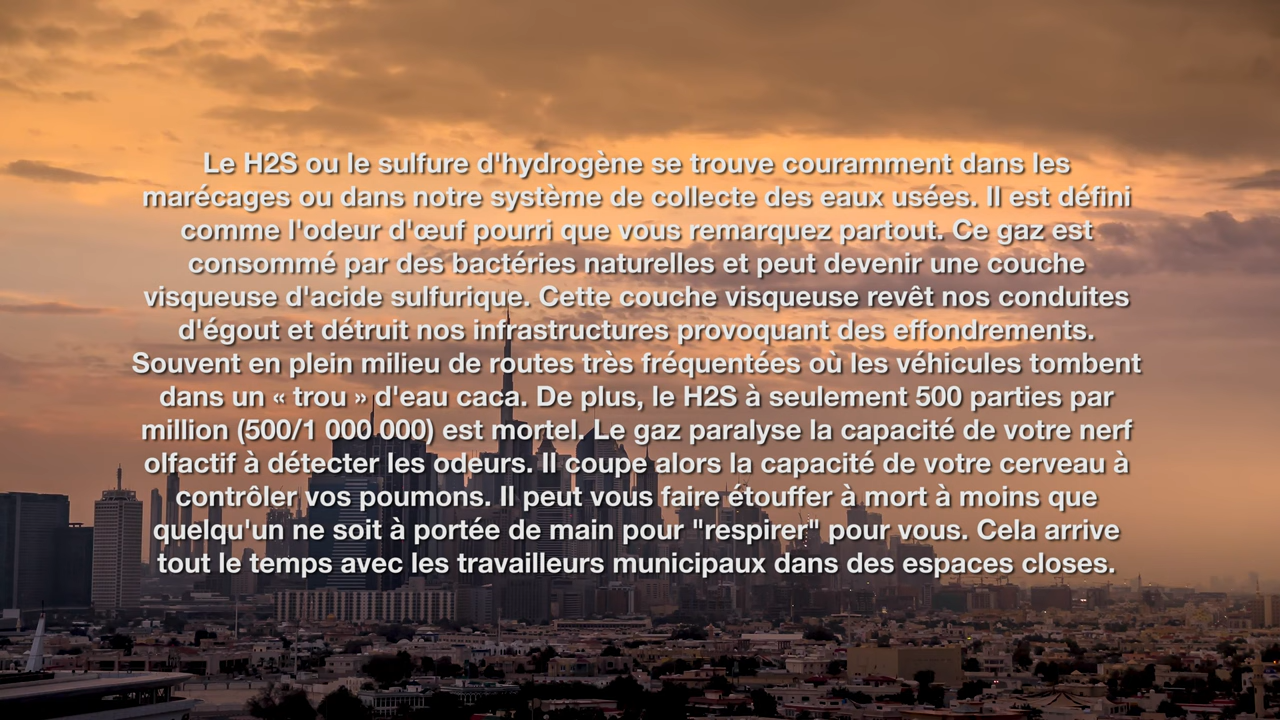 Le H2S ou le sulfure d'hydrogène se trouve couramment dans les
marécages ou dans notre système de collecte des eaux usées. Il est défini
comme l'odeur d'œuf pourri que vous remarquez partout. Ce gaz est
consommé par des bactéries naturelles et peut devenir une couche
visqueuse d'acide sulfurique. Cette couche visqueuse revêt nos conduites
d'égout et détruit nos infrastructures provoquant des effondrements.
Souvent en plein milieu de routes très fréquentées où les véhicules tombent
dans un « trou » d'eau caca. De plus, le H2S à seulement 500 parties par
million (500/1 000 000) est mortel. Le gaz paralyse la capacité de votre nerf
olfactif à détecter les odeurs. Il coupe alors la capacité de votre cerveau à
contrôler vos poumons. Il peut vous faire étouffer à mort à moins que
quelqu'un ne soit à portée de main pour "respirer" pour vous. Cela arrive
tout le temps avec les travailleurs municipaux dans des espaces closes.